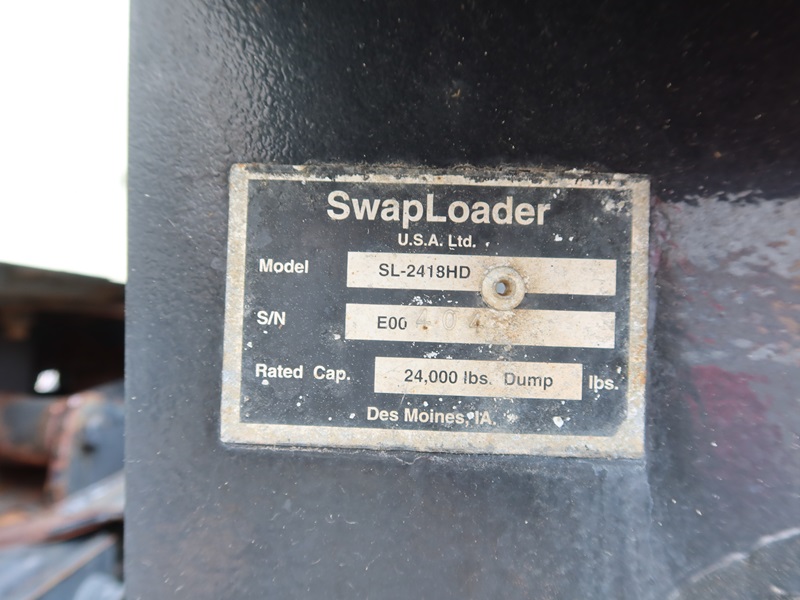 SwapLoader
U.S.A. Ltd.
Model SL-2418HD
S/N E00
Rated Cap. 24,000 lbs. Dump lbs.
Des Moines, IA.